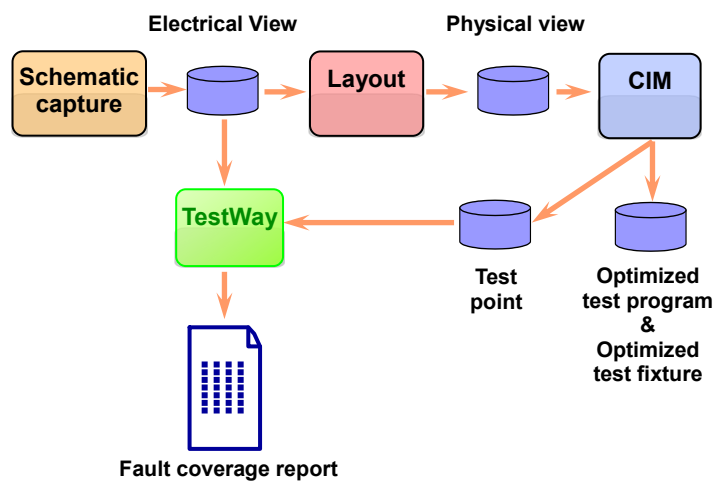 Electrical View
Physical view
Schematic
capture
Layout
CIM
TestWay
Test
point
Optimized
test program
&
Optimized
test fixture
Fault coverage report